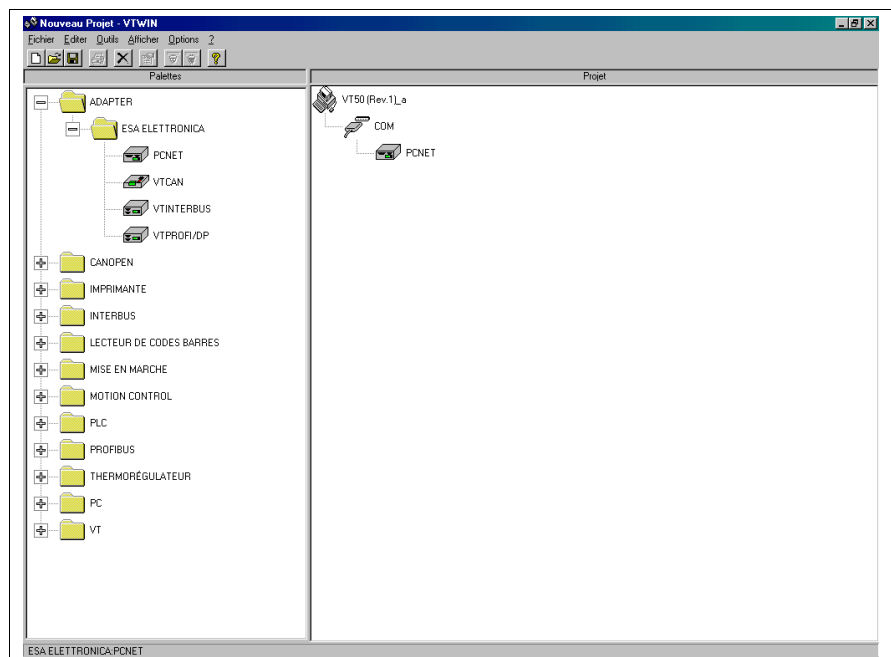 Nouveau Projet - VTWIN
Fichier Editer Outils Afficher Options ?
Palettes
ADAPTER
ESA ELETTRONICA
PCNET
VTCAN
VTINTERBUS
VTPROFI/DP
CANOPEN
IMPRIMANTE
INTERBUS
LECTEUR DE CODES BARRES
MISE EN MARCHE
MOTION CONTROL
PLC
PROFIBUS
THERMORÉGULATEUR
PC
VT
Projet
VT50 (Rev.1)_a
COM
PCNET
ESA ELETTRONICA:PCNET